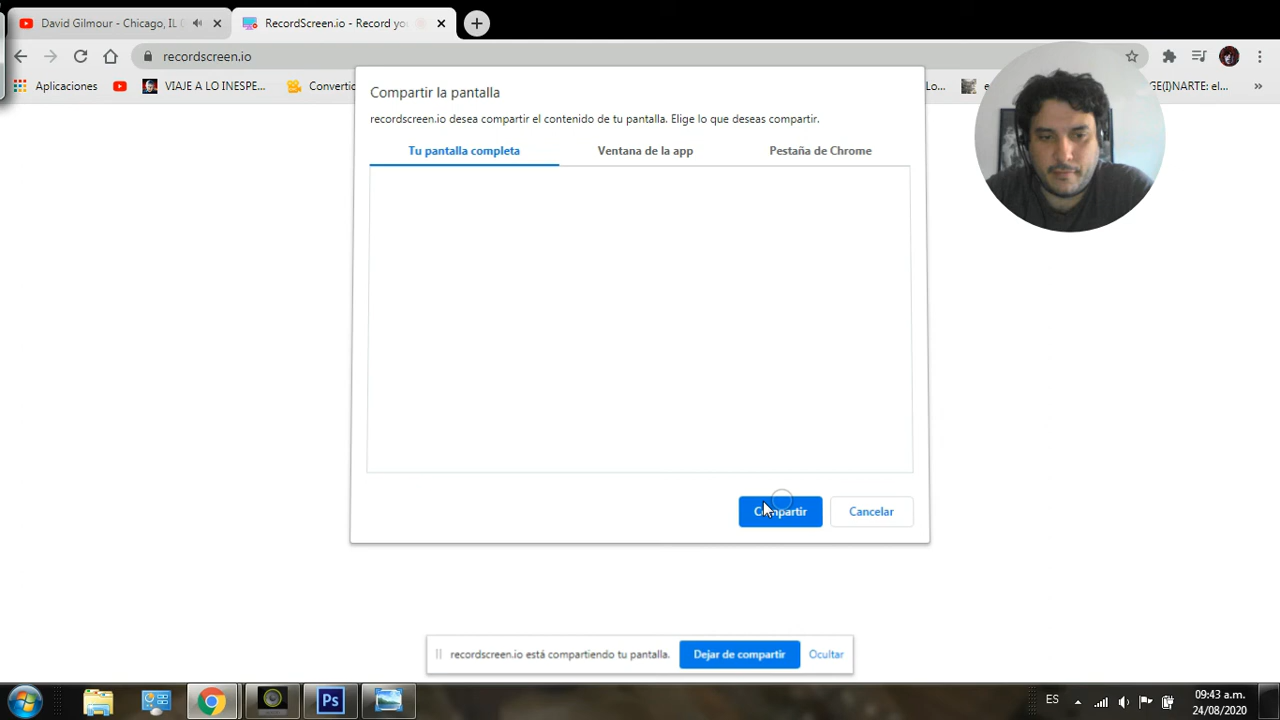 David Gilmour - Chicago, IL
RecordScreen.io - Record yo
recordscreen.io
Aplicaciones
VIAJE A LO INESPE...
Convertic
Lo...
e
GE(I)NARTE: el...
»
Compartir la pantalla
recordscreen.io desea compartir el contenido de tu pantalla. Elige lo que deseas compartir.
Tu pantalla completa
Ventana de la app
Pestaña de Chrome
Compartir
Cancelar
recordscreen.io está compartiendo tu pantalla.
Dejar de compartir
Ocultar
Ps
ES
09:43 a.m.
24/08/2020